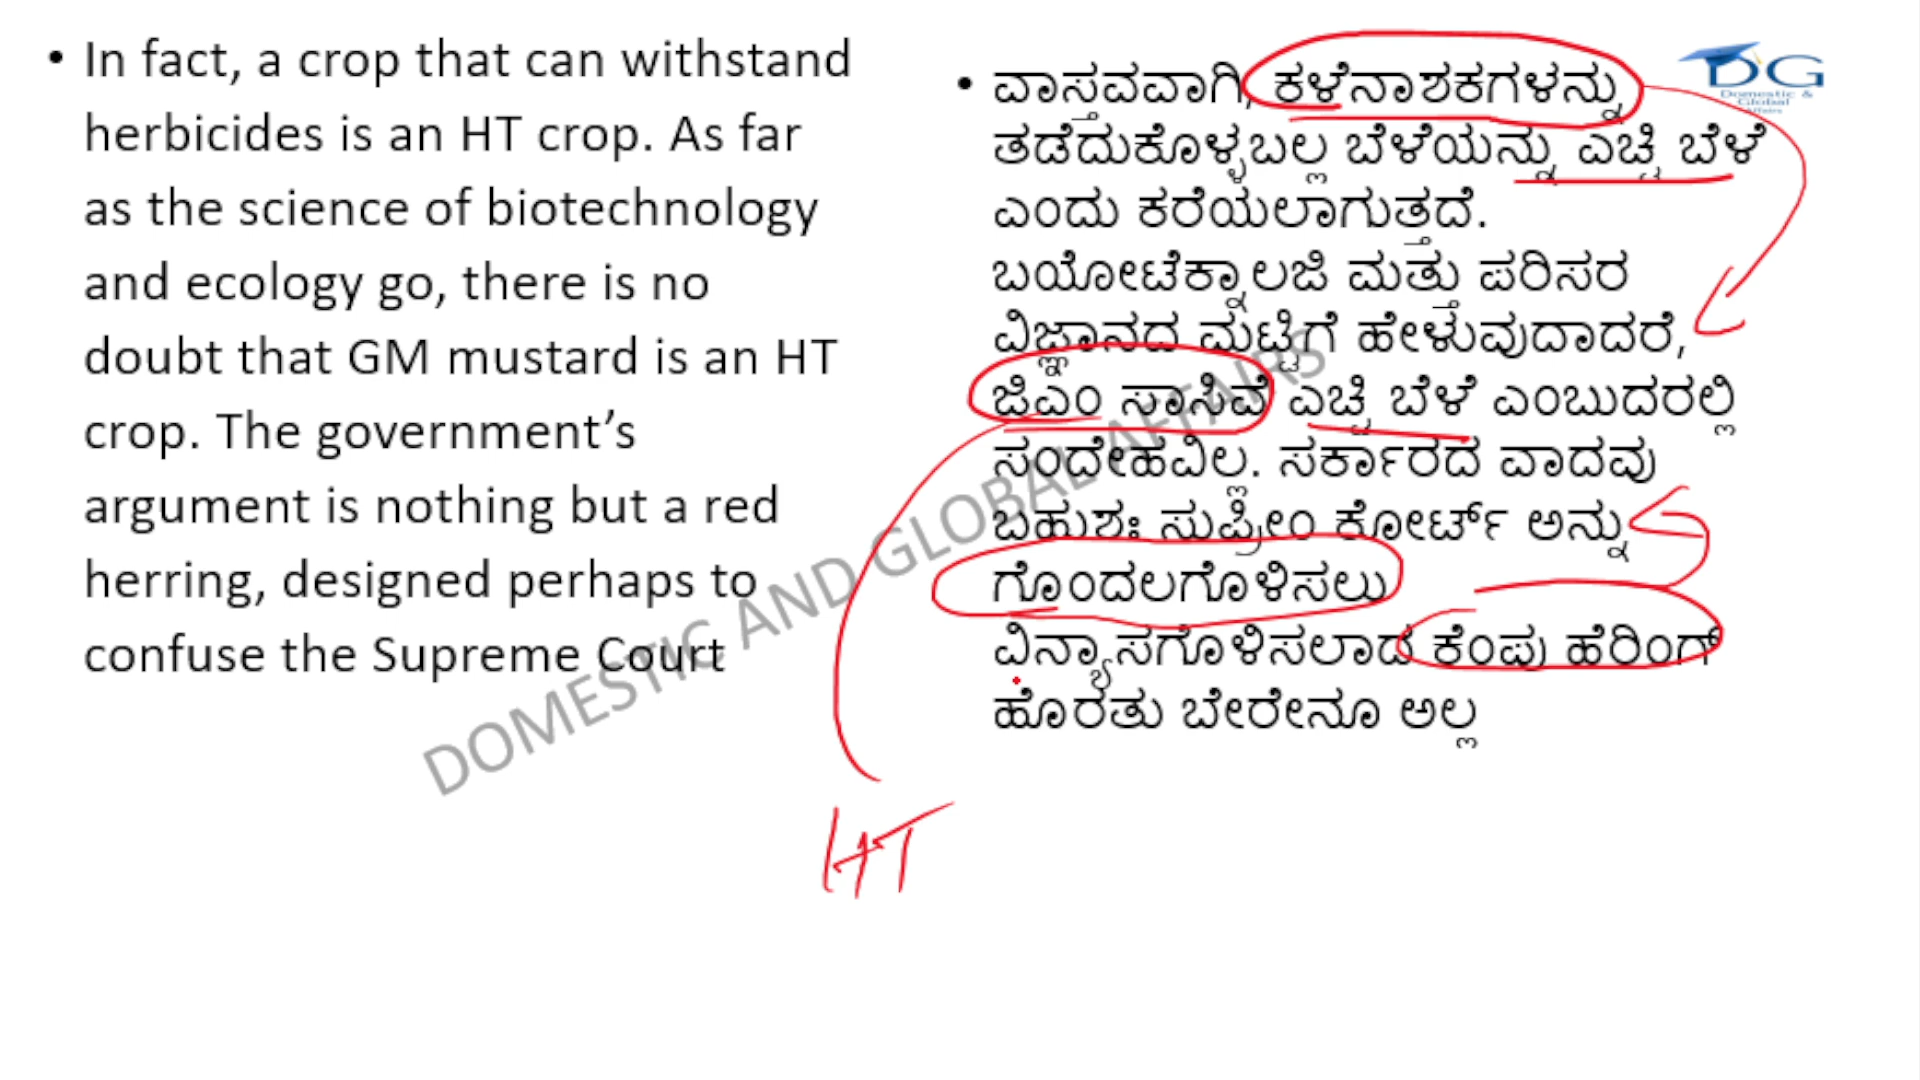 • In fact, a crop that can withstand
herbicides is an HT crop. As far
as the science of biotechnology
and ecology go, there is no
doubt that GM mustard is an HT
crop. The government’s
argument is nothing but a red
herring, designed perhaps to
confuse the Supreme Court
• ವಾಸ್ತವವಾಗಿ, ಕಳೆನಾಶಕಗಳನ್ನು
ತಡೆದುಕೊಳ್ಳಬಲ್ಲ ಬೆಳೆಯನ್ನು ಎಚ್ಟಿ ಬೆಳೆ
ಎಂದು ಕರೆಯಲಾಗುತ್ತದೆ.
ಬಯೋಟೆಕ್ನಾಲಜಿ ಮತ್ತು ಪರಿಸರ
ವಿಜ್ಞಾನದ ಮಟ್ಟಿಗೆ ಹೇಳುವುದಾದರೆ,
ಜಿಎಂ ಸಾಸಿವೆ ಎಚ್ಟಿ ಬೆಳೆ ಎಂಬುದರಲ್ಲಿ
ಸಂದೇಹವಿಲ್ಲ. ಸರ್ಕಾರದ ವಾದವು
ಬಹುಶಃ ಸುಪ್ರೀಂ ಕೋರ್ಟ್ ಅನ್ನು
ಗೊಂದಲಗೊಳಿಸಲು
ವಿನ್ಯಾಸಗೊಳಿಸಲಾದ ಕೆಂಪು ಹೆರಿಂಗ್
ಹೊರತು ಬೇರೇನೂ ಅಲ್ಲ
HT
DG
Domestic &
Global
Affairs
DOMESTIC AND GLOBAL AFFAIRS